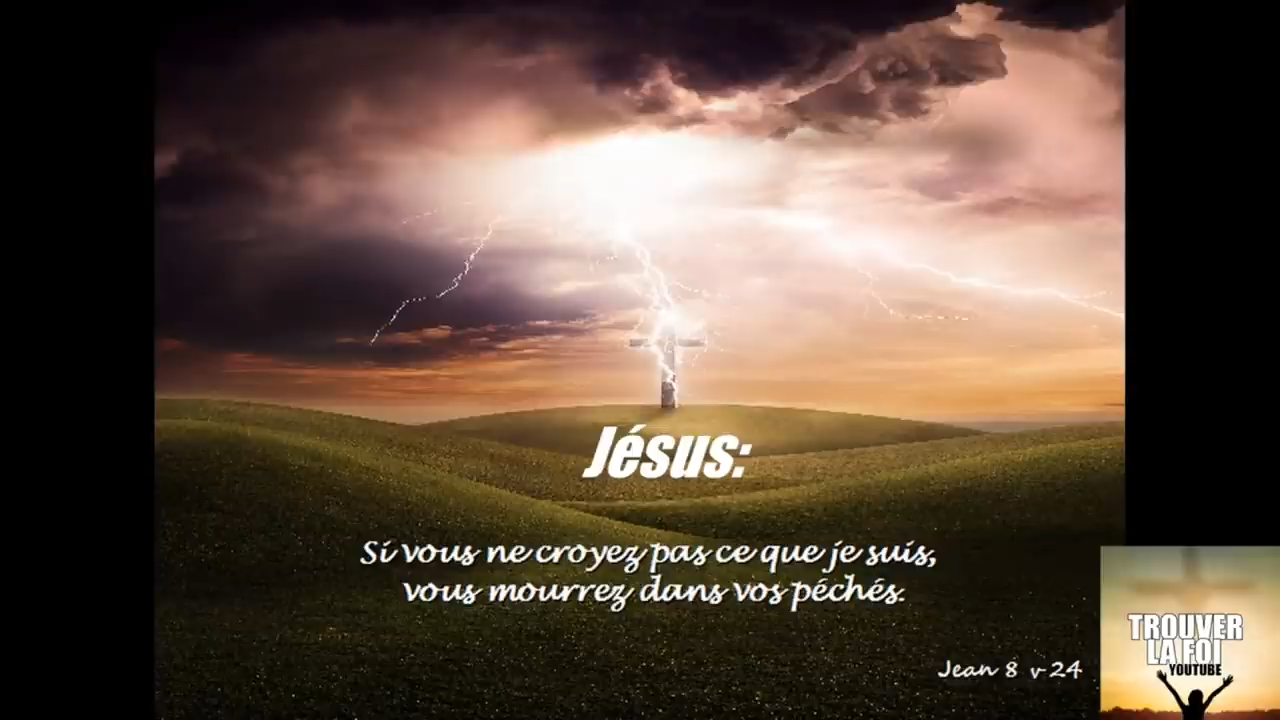 Jésus:
Si vous ne croyez pas ce que je suis,
vous mourrez dans vos péchés.
Jean 8 v 24
TROUVER
LA FOI
YOUTUBE